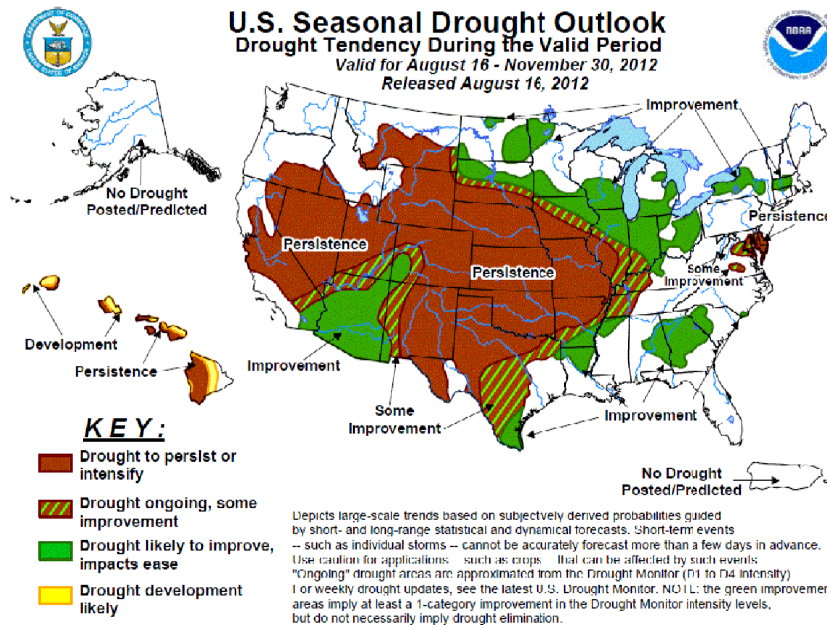 U.S. Seasonal Drought Outlook
Drought Tendency During the Valid Period
Valid for August 16 - November 30, 2012
Released August 16, 2012
NOAA
Improvement
No Drought
Posted/Predicted
Persistence
Persistence
Persistence
Some
Improvement
Development
Persistence
Improvement
Some
Improvement
Improvement
No Drought
Posted/Predicted
KEY:
Drought to persist or
intensify
Drought ongoing, some
improvement
Drought likely to improve,
impacts ease
Drought development
likely
Depicts large-scale trends based on subjectively derived probabilities guided
by short- and long-range statistical and dynamical forecasts. Short-term events
-- such as individual storms -- cannot be accurately forecast more than a few days in advance.
Use caution for applications -- such as crops -- that can be affected by such events
"Ongoing" drought areas are approximated from the Drought Monitor (D1 to D4 intensity)
For weekly drought updates, see the latest U.S. Drought Monitor. NOTE: the green improvement
areas imply at least a 1-category improvement in the Drought Monitor intensity levels,
but do not necessarily imply drought elimination.